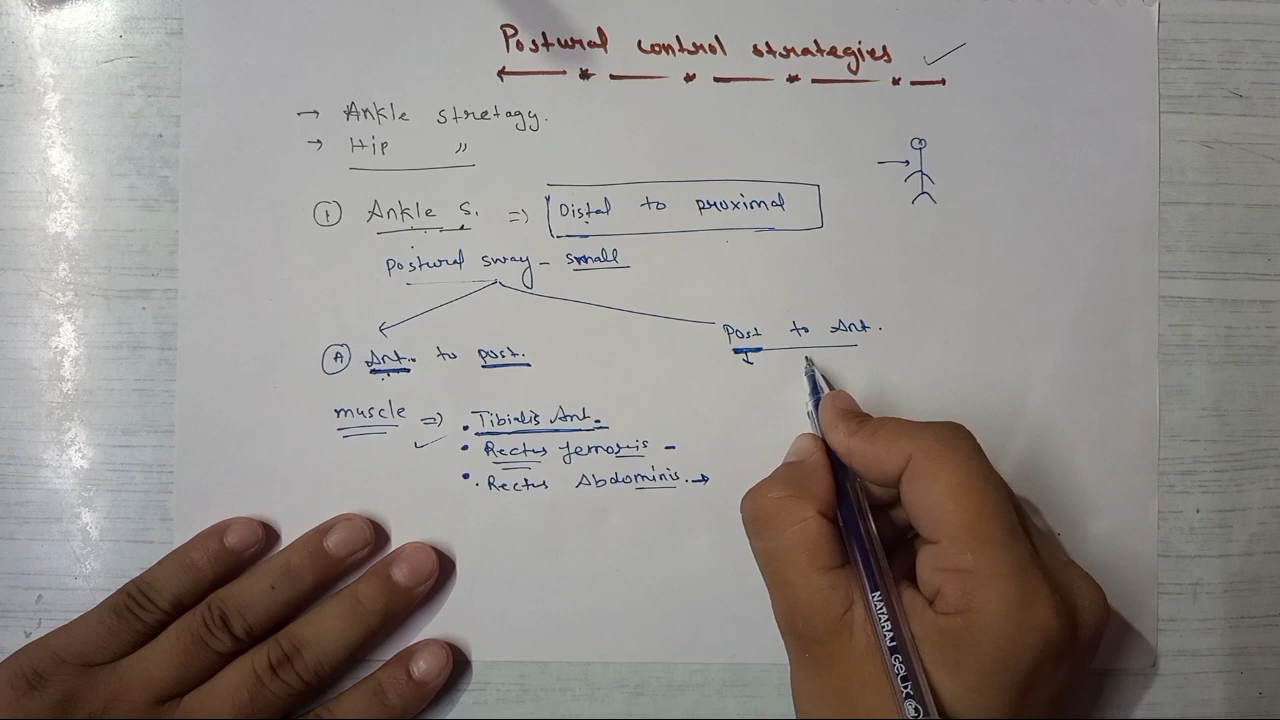 Postural control strategies
→ Ankle stretagy.
→ Hip "
① Ankle S. => Distal to proximal
Postural sway - small
Ⓐ Ant. to post.
Post to Ant.
muscle => • Tibialis Ant.
• Rectus femoris -
• Rectus Abdominis. →
NATARAJ GELIX